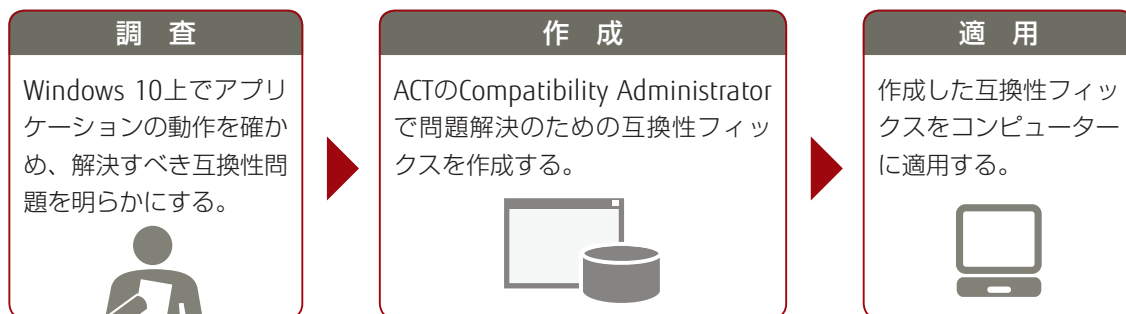 調 査
Windows 10上でアプリ
ケーションの動作を確か
め、解決すべき互換性問
題を明らかにする。
作 成
ACTのCompatibility Administrator
で問題解決のための互換性フィッ
クスを作成する。
適 用
作成した互換性フィッ
クスをコンピューター
に適用する。